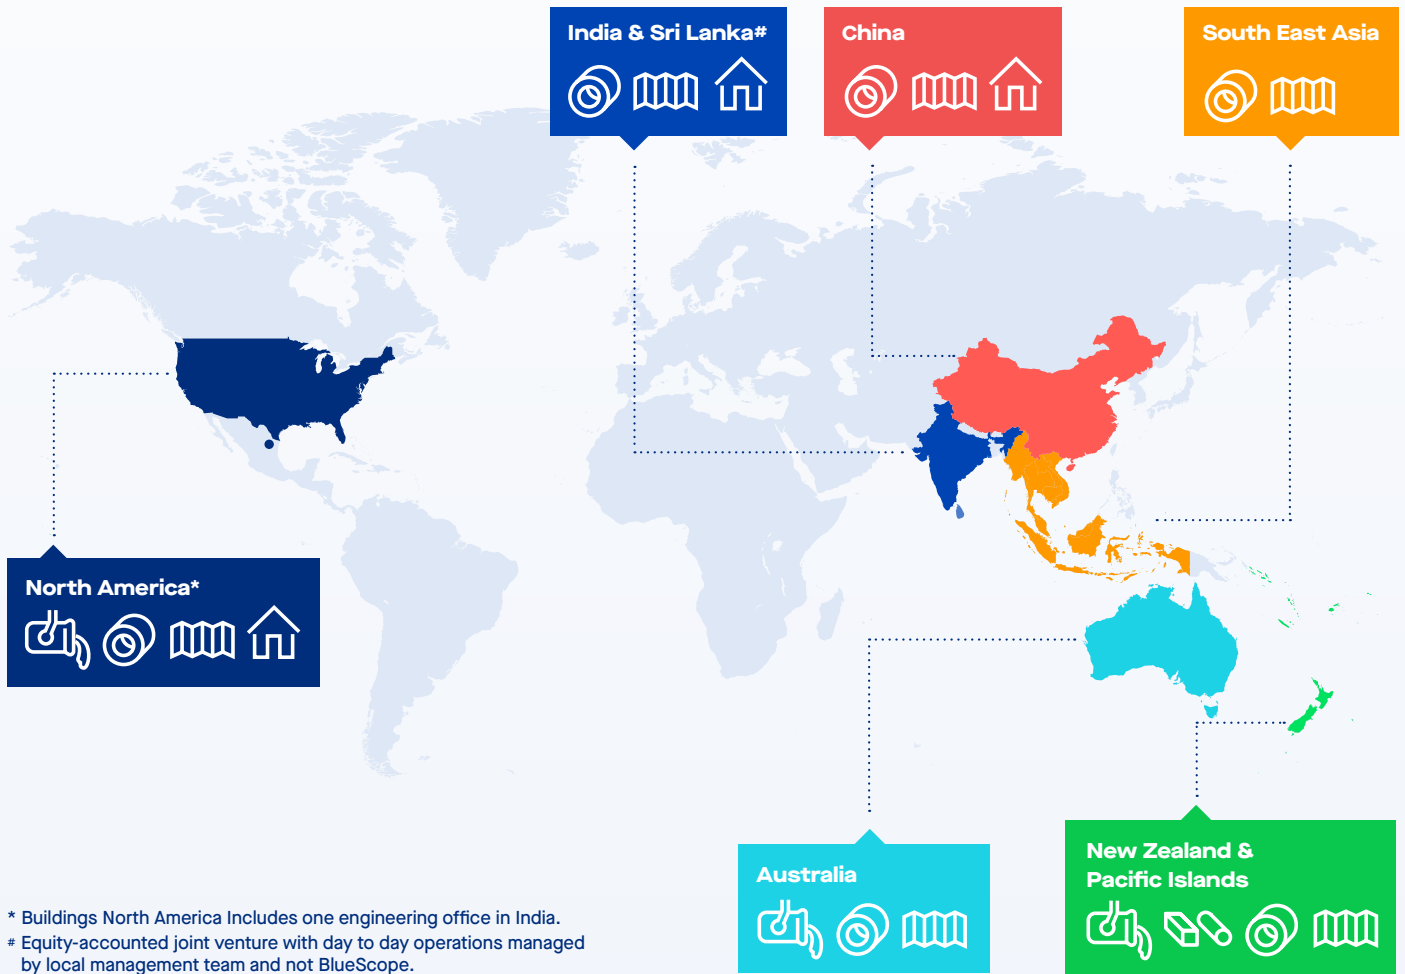 India & Sri Lanka#
China
South East Asia
North America*
Australia
New Zealand &
Pacific Islands
* Buildings North America Includes one engineering office in India.
# Equity-accounted joint venture with day to day operations managed
by local management team and not BlueScope.